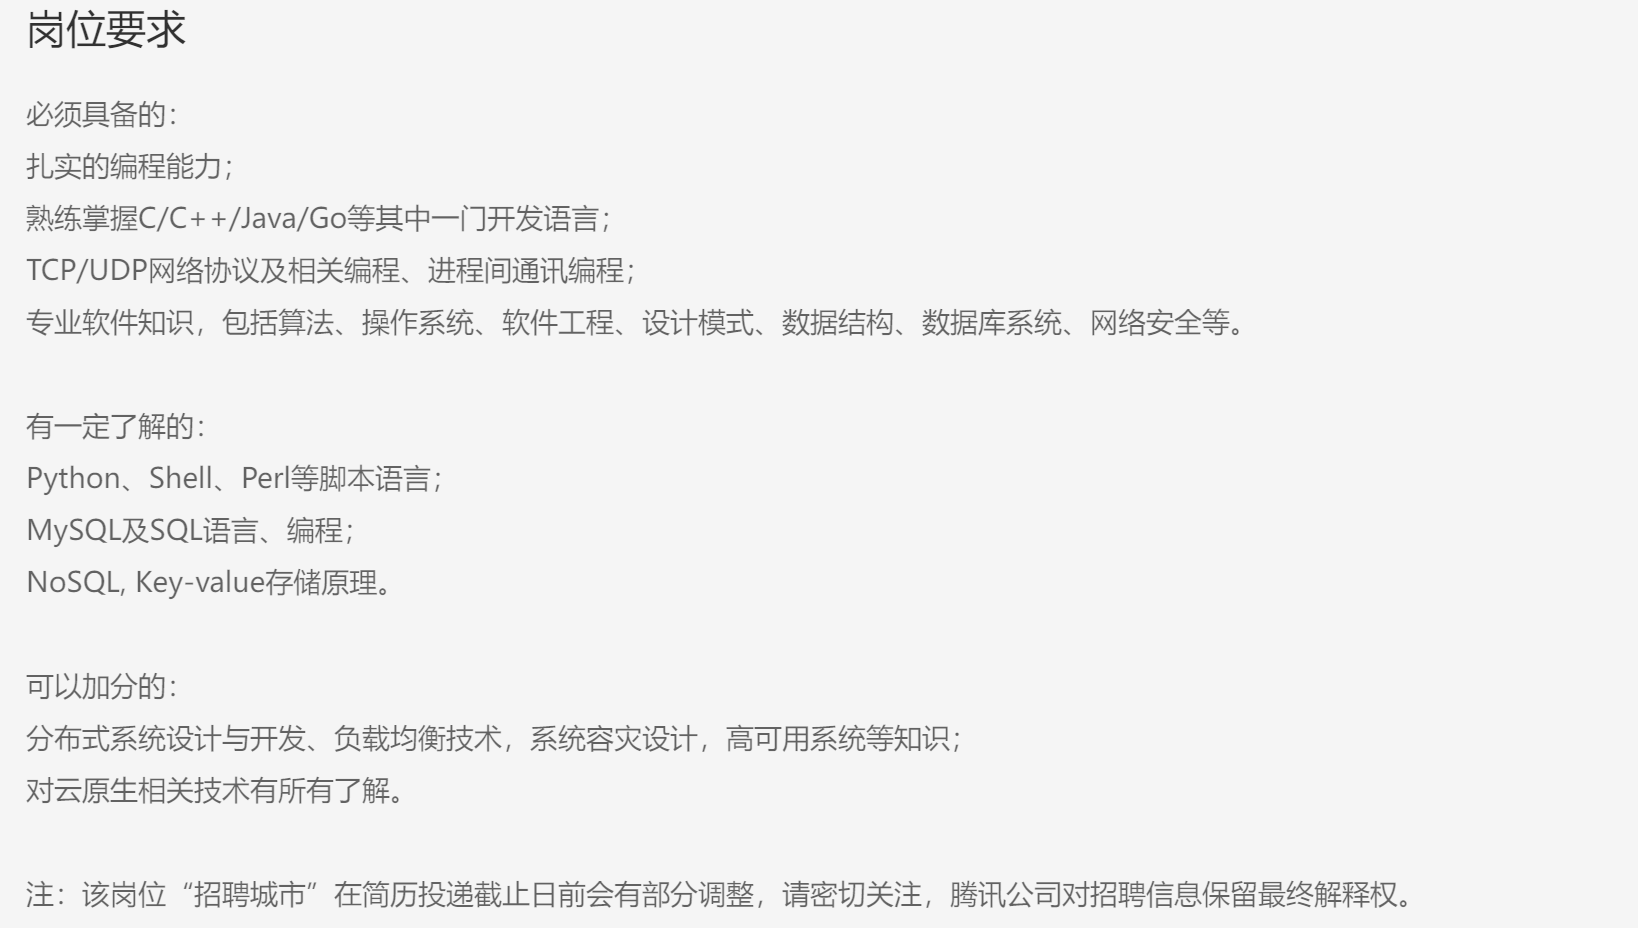 岗位要求
必须具备的：
扎实的编程能力；
熟练掌握C/C++/Java/Go等其中一门开发语言；
TCP/UDP网络协议及相关编程、进程间通讯编程；
专业软件知识，包括算法、操作系统、软件工程、设计模式、数据结构、数据库系统、网络安全等。
有一定了解的：
Python、Shell、Perl等脚本语言；
MySQL及SQL语言、编程；
NoSQL, Key-value存储原理。
可以加分的：
分布式系统设计与开发、负载均衡技术，系统容灾设计，高可用系统等知识；
对云原生相关技术有所有了解。
注：该岗位“招聘城市”在简历投递截止日前会有部分调整，请密切关注，腾讯公司对招聘信息保留最终解释权。